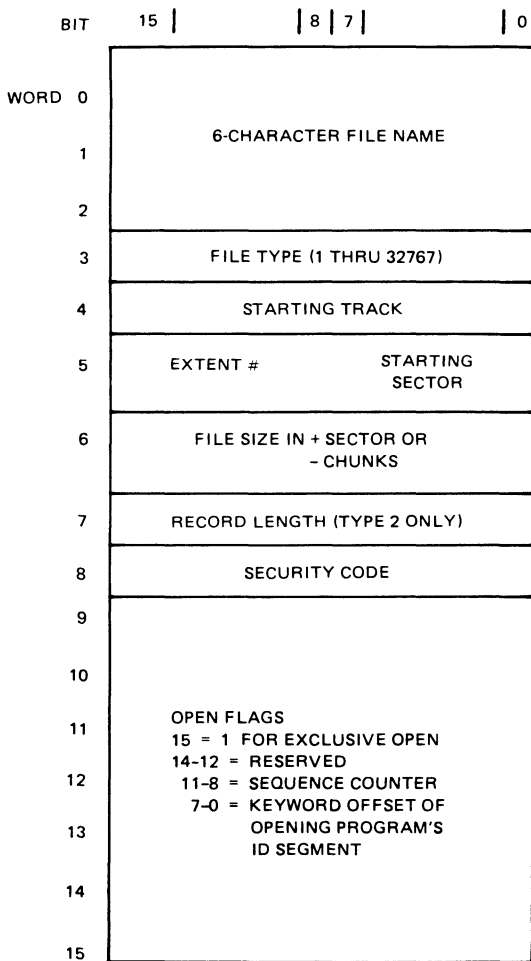 BIT 15 8 7 0
WORD 0
6-CHARACTER FILE NAME
1
2
3 FILE TYPE (1 THRU 32767)
4 STARTING TRACK
5 EXTENT # STARTING
SECTOR
6 FILE SIZE IN + SECTOR OR
– CHUNKS
7 RECORD LENGTH (TYPE 2 ONLY)
8 SECURITY CODE
9
10
11 OPEN FLAGS
15 = 1 FOR EXCLUSIVE OPEN
14-12 = RESERVED
12 11-8 = SEQUENCE COUNTER
7-0 = KEYWORD OFFSET OF
13 OPENING PROGRAM'S
ID SEGMENT
14
15